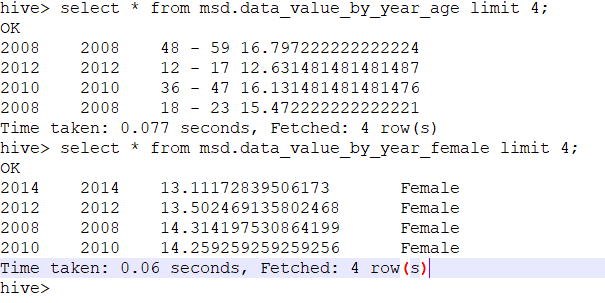 hive> select * from msd.data_value_by_year_age limit 4;
OK
2008 2008 48 - 59 16.797222222222224
2012 2012 12 - 17 12.631481481481487
2010 2010 36 - 47 16.131481481481476
2008 2008 18 - 23 15.472222222222221
Time taken: 0.077 seconds, Fetched: 4 row(s)
hive> select * from msd.data_value_by_year_female limit 4;
OK
2014 2014 13.11172839506173 Female
2012 2012 13.502469135802468 Female
2008 2008 14.314197530864199 Female
2010 2010 14.259259259259256 Female
Time taken: 0.06 seconds, Fetched: 4 row(s)
hive>